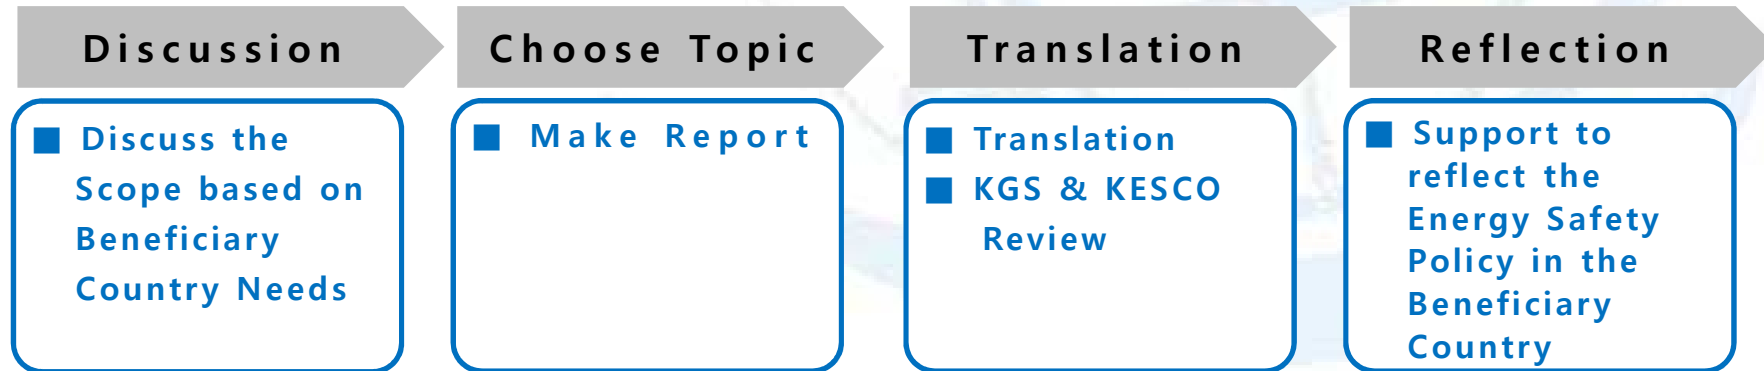 Discussion
Choose Topic
Translation
Reflection
■ Discuss the
Scope based on
Beneficiary
Country Needs
■ Make Report
■ Translation
■ KGS & KESCO
Review
■ Support to
reflect the
Energy Safety
Policy in the
Beneficiary
Country